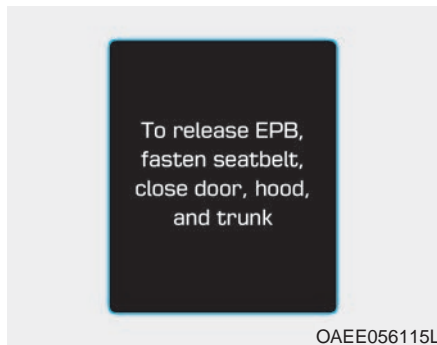 To release EPB,
fasten seatbelt,
close door, hood,
and trunk
OAEE056115L